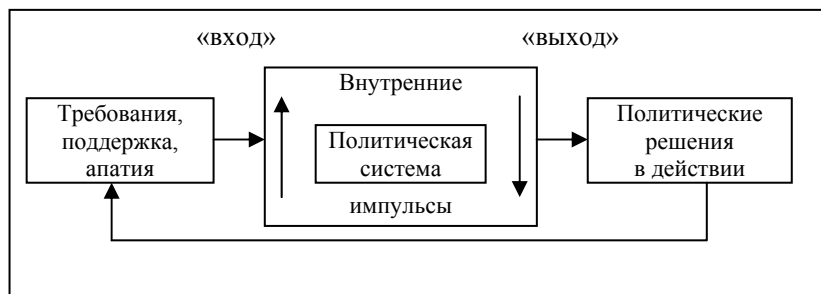 «вход»
«выход»
Требования,
поддержка,
апатия
Внутренние
Политическая
система
импульсы
Политические
решения
в действии